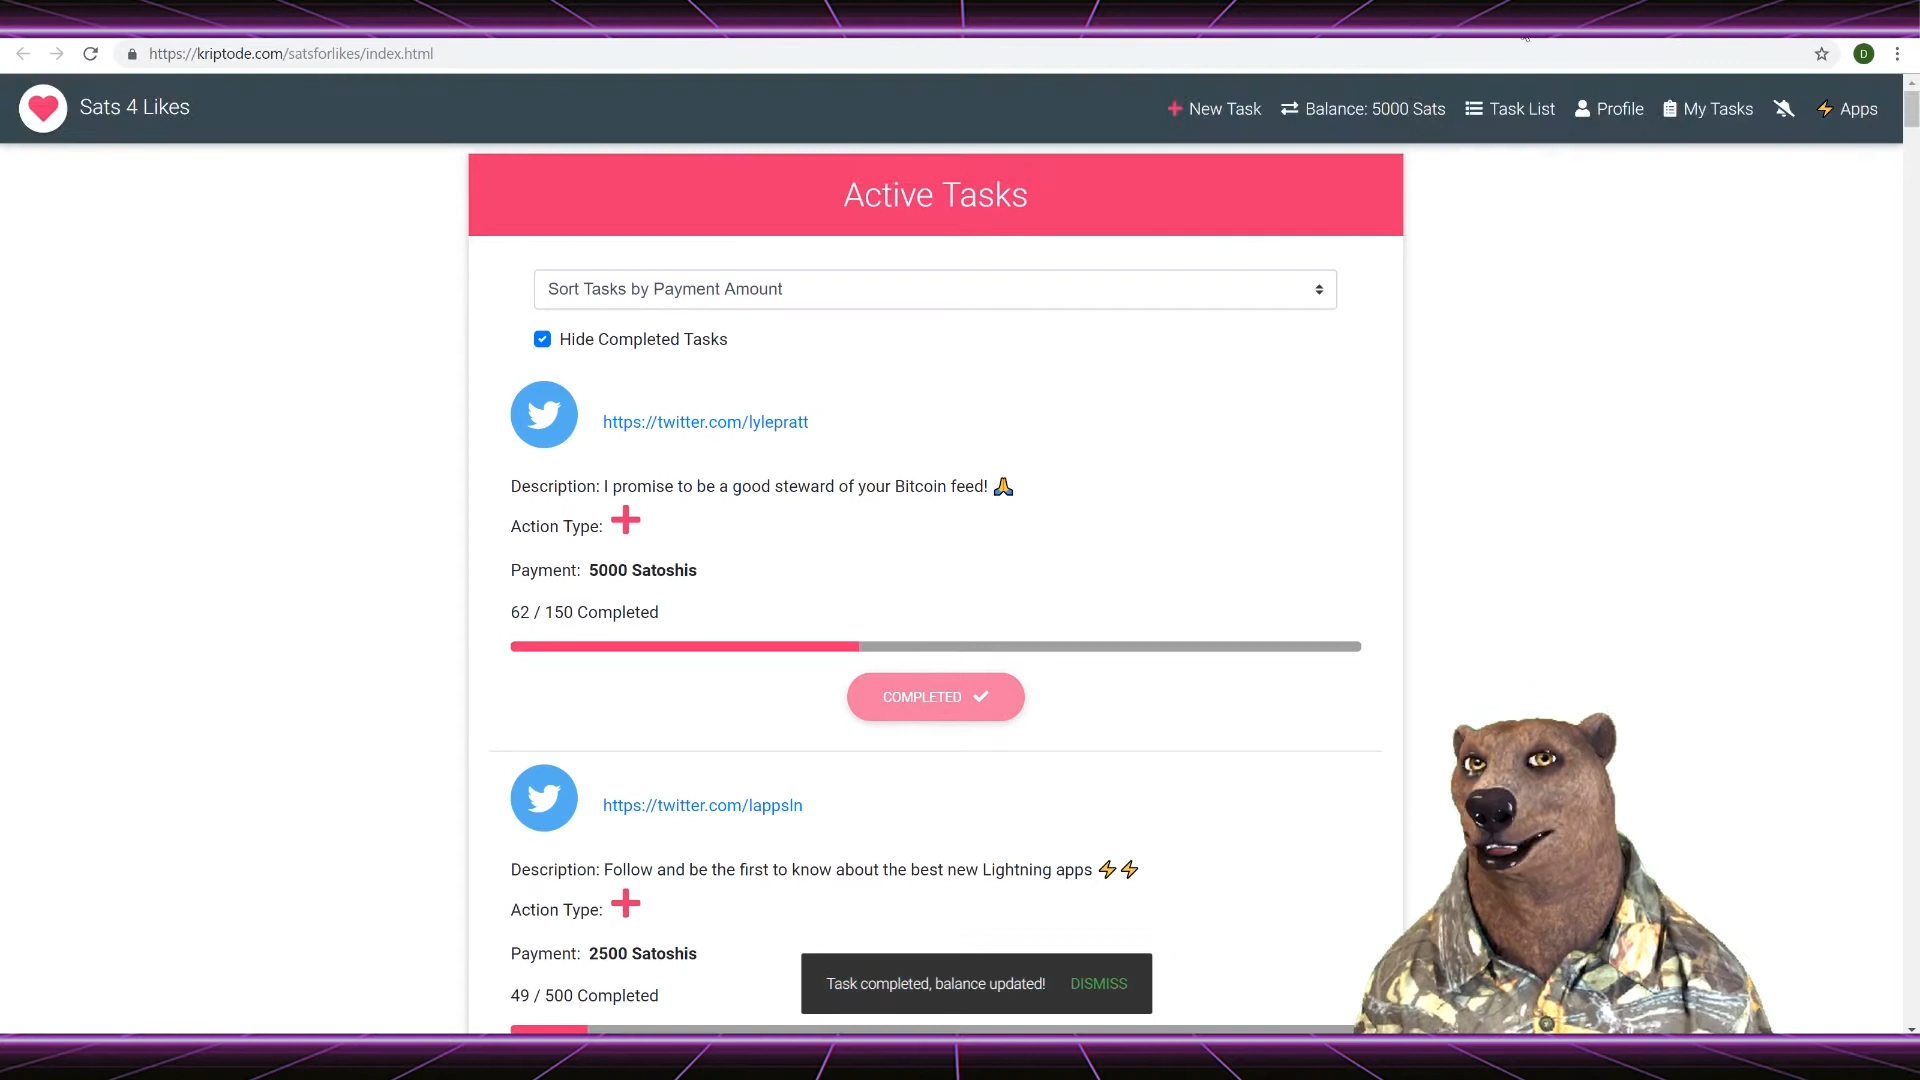 https://kriptode.com/satsforlikes/index.html
D
Sats 4 Likes
New Task
Balance: 5000 Sats
Task List
Profile
My Tasks
Apps
Active Tasks
Sort Tasks by Payment Amount
Hide Completed Tasks
https://twitter.com/lylepratt
Description: I promise to be a good steward of your Bitcoin feed! 🙏
Action Type:
Payment: 5000 Satoshis
62 / 150 Completed
COMPLETED
https://twitter.com/lappsln
Description: Follow and be the first to know about the best new Lightning apps ⚡⚡
Action Type:
Payment: 2500 Satoshis
49 / 500 Completed
Task completed, balance updated! DISMISS